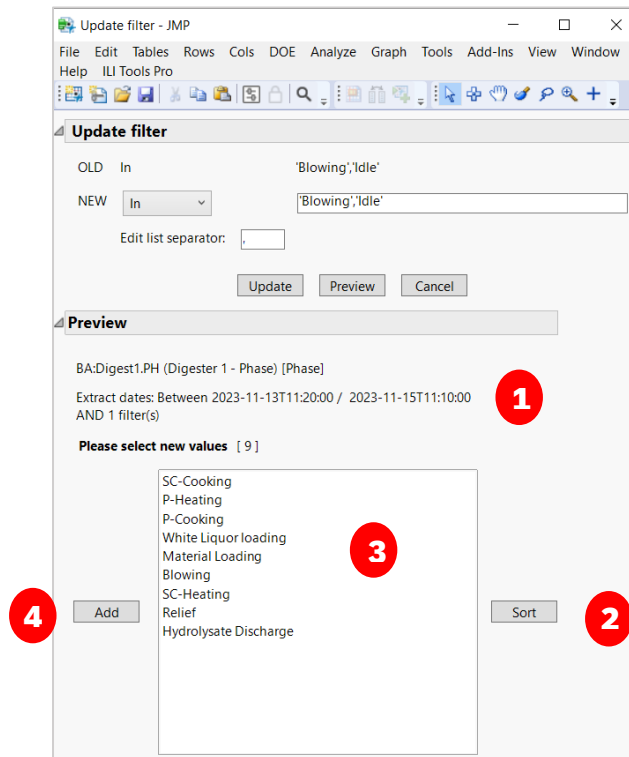 Update filter - JMP
File Edit Tables Rows Cols DOE Analyze Graph Tools Add-Ins View Window
Help ILI Tools Pro
Update filter
OLD In 'Blowing','Idle'
NEW In 'Blowing','Idle'
Edit list separator: ,
Update Preview Cancel
Preview
BA:Digest1.PH (Digester 1 - Phase) [Phase]
Extract dates: Between 2023-11-13T11:20:00 / 2023-11-15T11:10:00
AND 1 filter(s)
1
Please select new values [ 9 ]
SC-Cooking
P-Heating
P-Cooking
White Liquor loading
Material Loading
3
Blowing
SC-Heating
4 Add Relief Sort 2
Hydrolysate Discharge